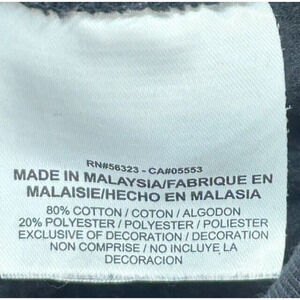 RN#56323 - CA#05553
MADE IN MALAYSIA/FABRIQUE EN
MALAISIE/HECHO EN MALASIA
80% COTTON / COTON / ALGODON
20% POLYESTER / POLYESTER / POLIESTER
EXCLUSIVE OF DECORATION / DECORATION
NON COMPRISE / NO INCLUYE LA
DECORACION